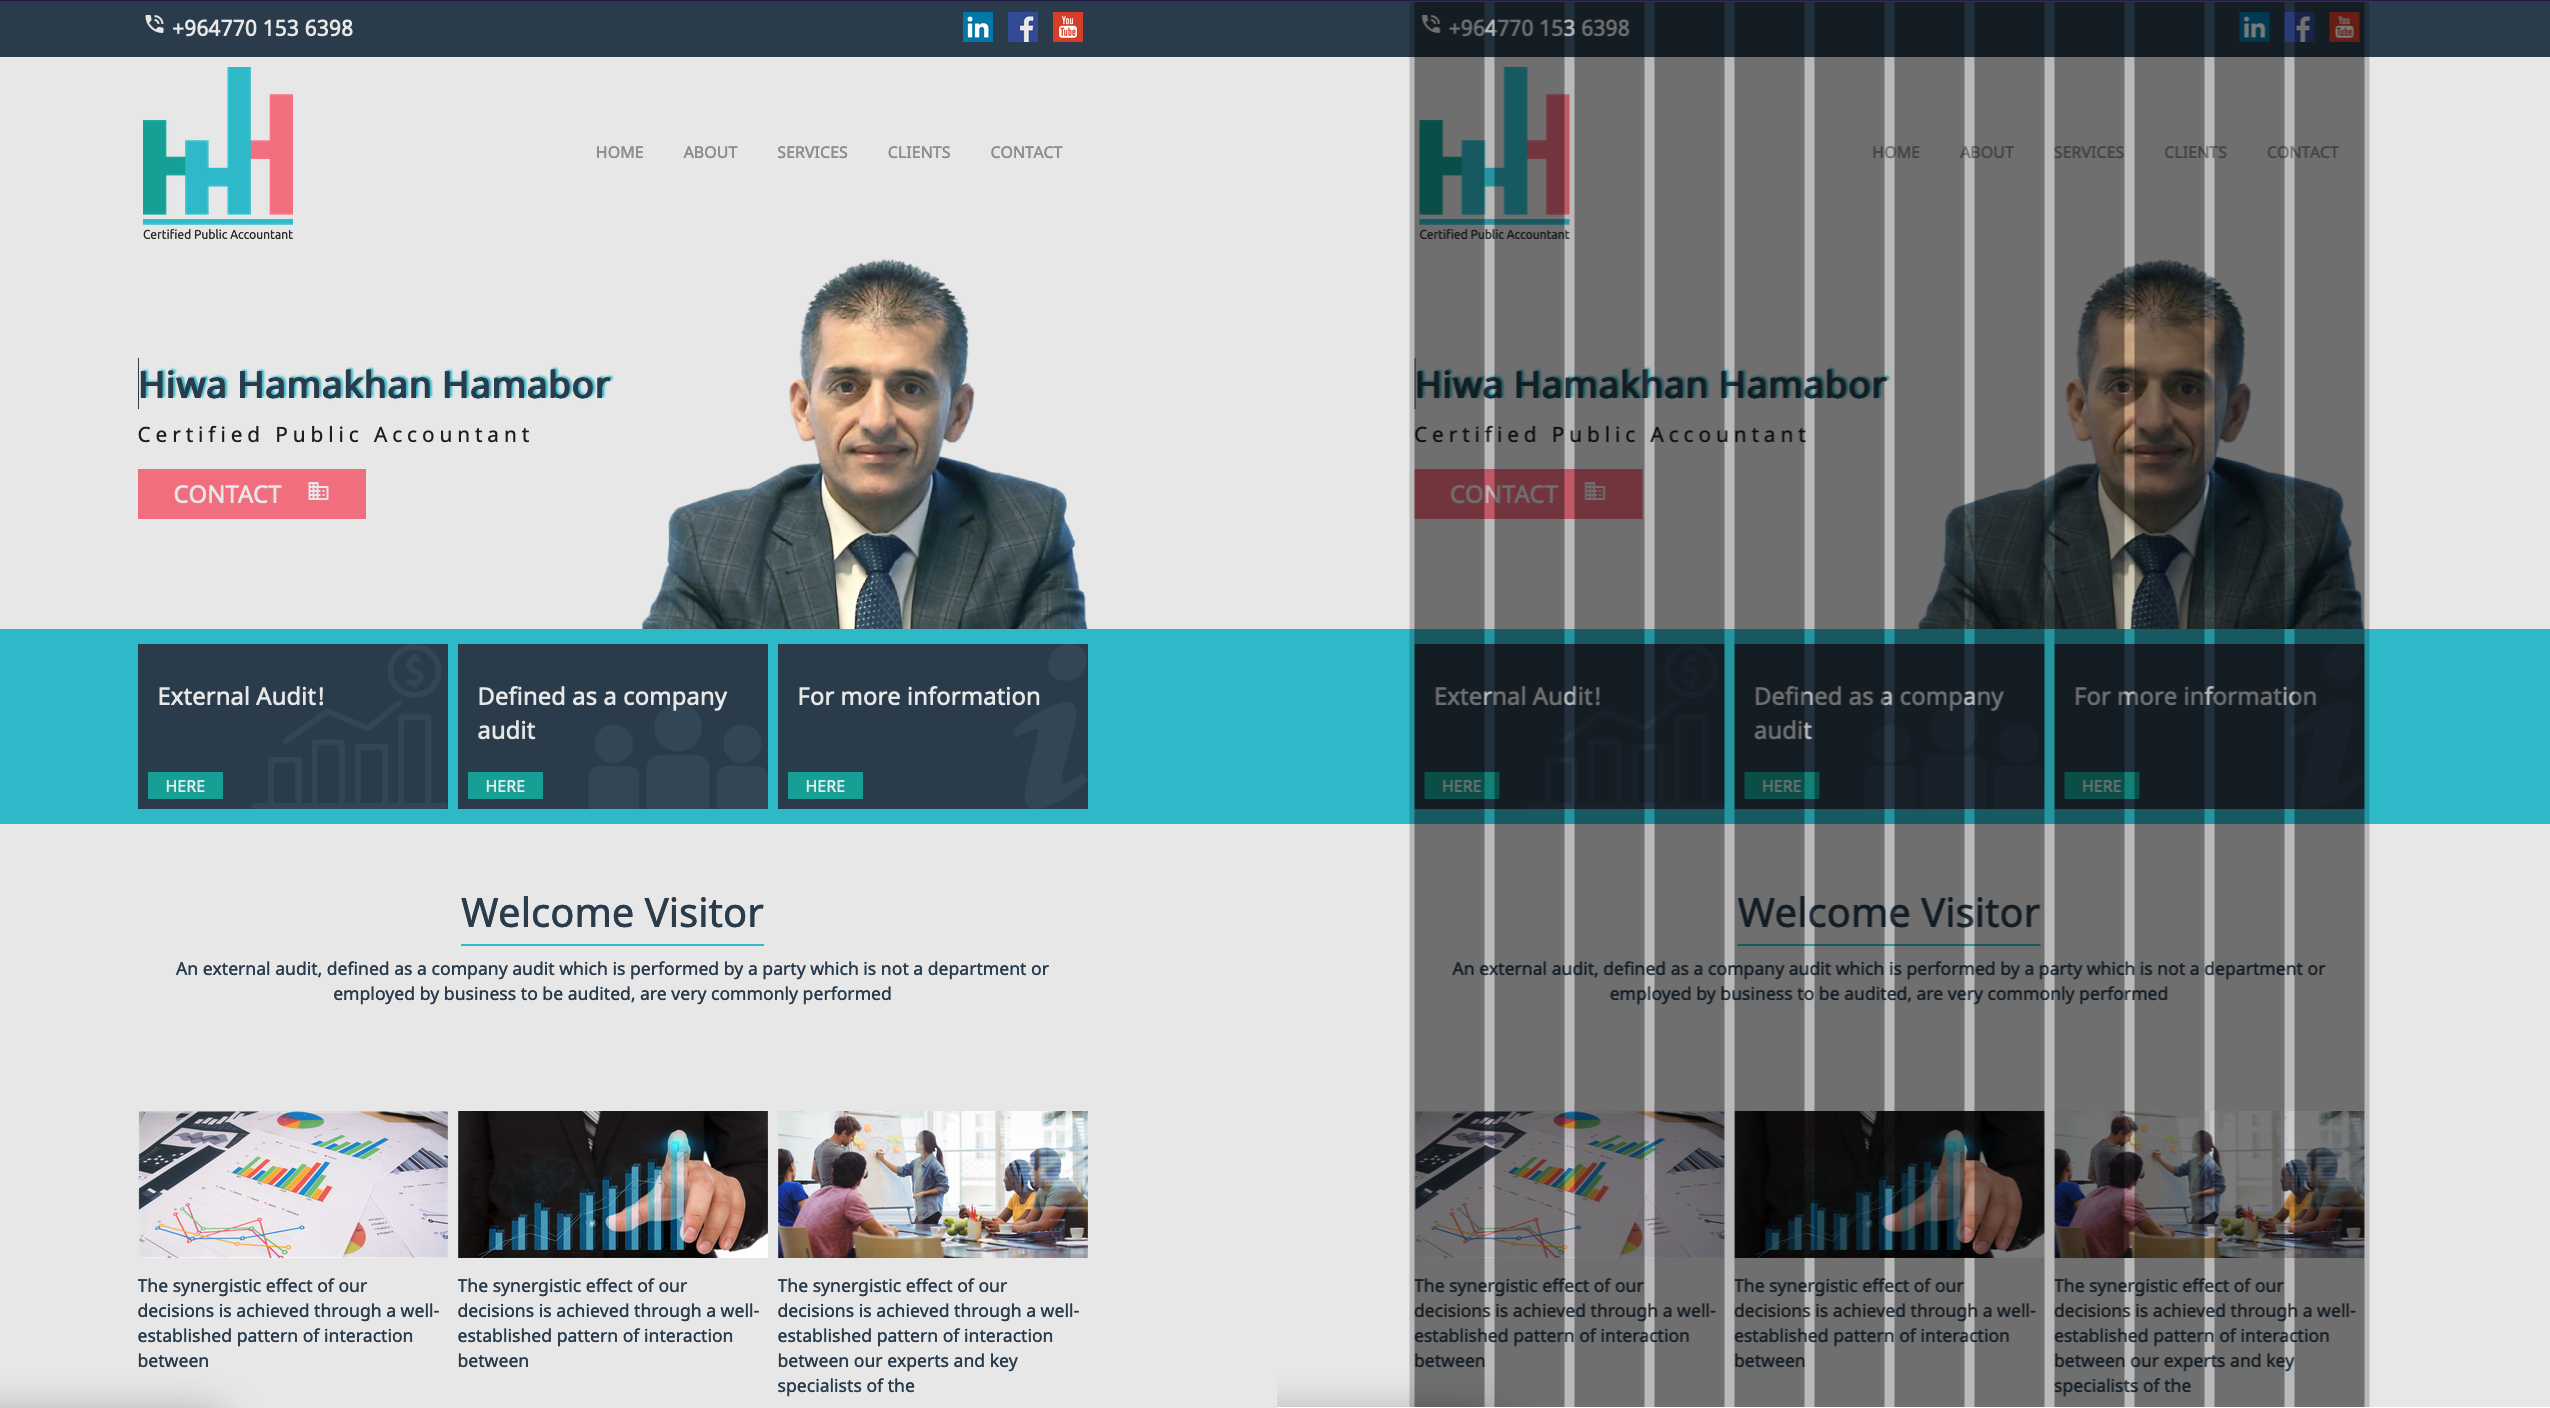 +964770 153 6398
in f You Tube
Certified Public Accountant
HOME ABOUT SERVICES CLIENTS CONTACT
Hiwa Hamakhan Hamabor
Certified Public Accountant
CONTACT
External Audit!
HERE
Defined as a company
audit
HERE
For more information
HERE
Welcome Visitor
An external audit, defined as a company audit which is performed by a party which is not a department or
employed by business to be audited, are very commonly performed
The synergistic effect of our
decisions is achieved through a well-
established pattern of interaction
between
The synergistic effect of our
decisions is achieved through a well-
established pattern of interaction
between
The synergistic effect of our
decisions is achieved through a well-
established pattern of interaction
between our experts and key
specialists of the
+964770 153 6398
in f You Tube
Certified Public Accountant
HOME ABOUT SERVICES CLIENTS CONTACT
Hiwa Hamakhan Hamabor
Certified Public Accountant
CONTACT
External Audit!
HERE
Defined as a company
audit
HERE
For more information
HERE
Welcome Visitor
An external audit, defined as a company audit which is performed by a party which is not a department or
employed by business to be audited, are very commonly performed
The synergistic effect of our
decisions is achieved through a well-
established pattern of interaction
between
The synergistic effect of our
decisions is achieved through a well-
established pattern of interaction
between
The synergistic effect of our
decisions is achieved through a well-
established pattern of interaction
between our experts and key
specialists of the